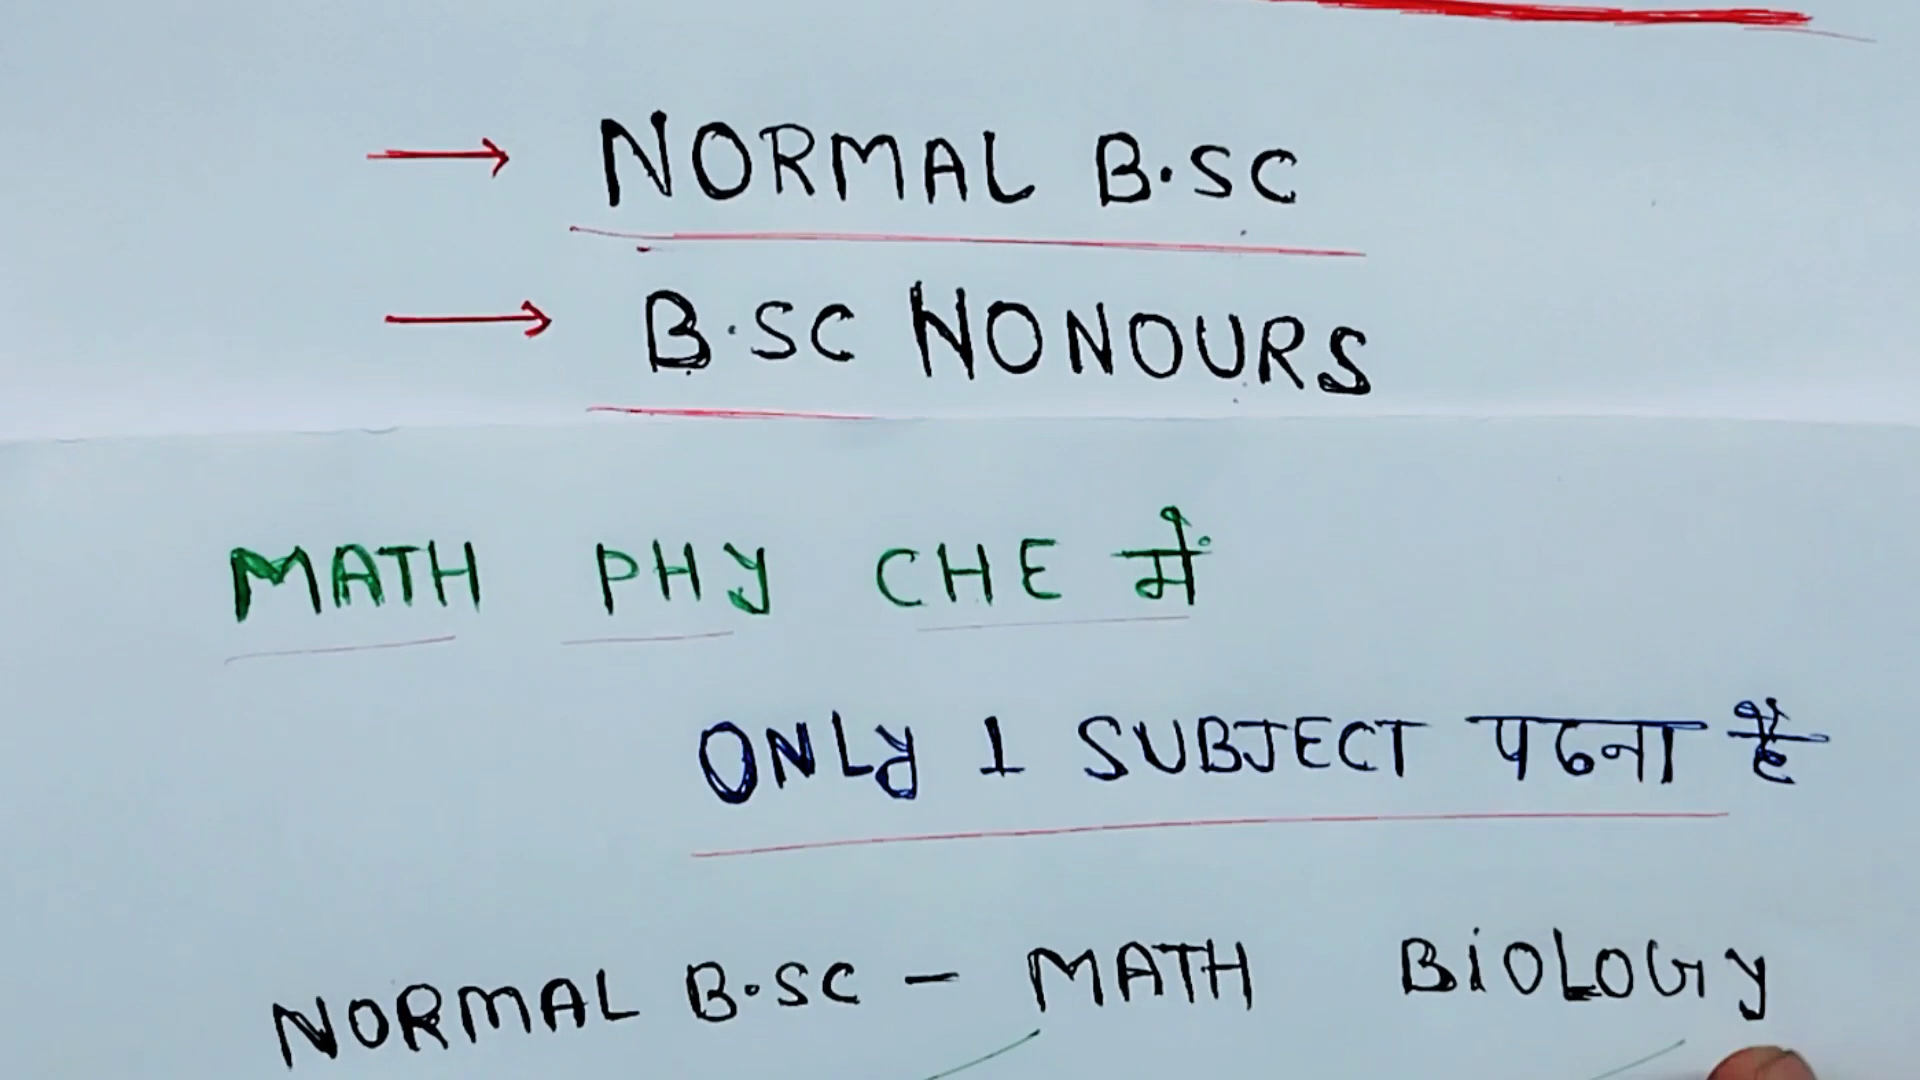 → NORMAL B.SC
→ B.SC HONOURS
MATH PHY CHE में
ONLY 1 SUBJECT पढना है
NORMAL B.SC – MATH BiOLOGY